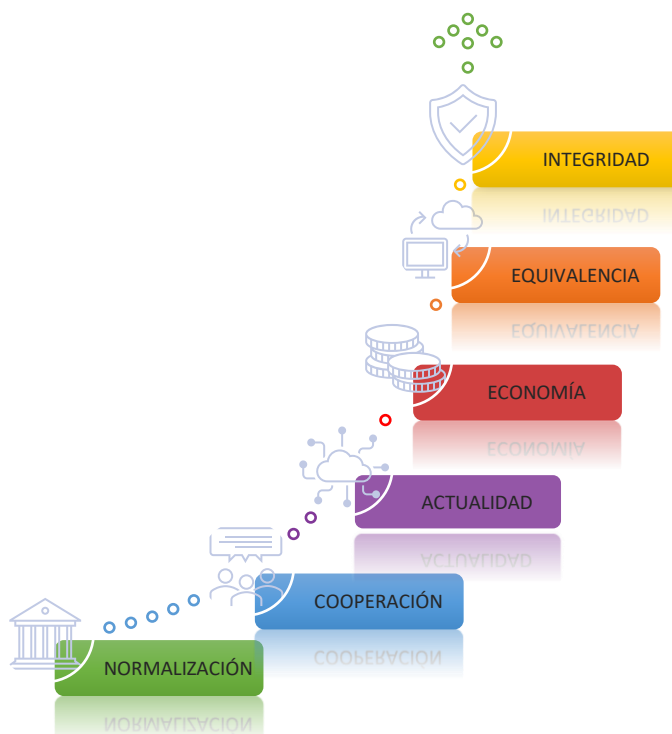 INTEGRIDAD
EQUIVALENCIA
ECONOMÍA
ACTUALIDAD
COOPERACIÓN
NORMALIZACIÓN